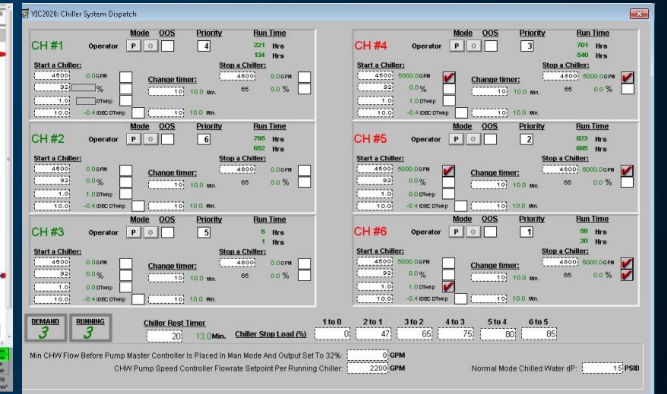 YIC2028: Chiller System Dispatch
CH #1 Operator Mode P O OOS Priority 4 Run Time 221 Hrs 134 Hrs
Start a Chiller: Stop a Chiller:
4500 0.0 GPM Change timer: 4800 0.0 GPM
92 % 10 10.0 Min. 65 0.0 %
1.0 DTemp
10.0 -0.4 IDEC DTemp 10 10.0 Min.
CH #4 Operator Mode P O OOS Priority 3 Run Time 701 Hrs 540 Hrs
Start a Chiller: Stop a Chiller:
4500 5000.0 GPM Change timer: 4800 5000.0 GPM
92 0.0 % 10 10.0 Min. 65 0.0 %
1.0 1.0 DTemp
10.0 -0.4 IDEC DTemp 10 10.0 Min.
CH #2 Operator Mode P O OOS Priority 6 Run Time 652 Hrs
Start a Chiller: Stop a Chiller:
4500 0.0 GPM Change timer: 4800 0.0 GPM
92 0.0 % 10 10.0 Min. 65 0.0 %
1.0 1.0 DTemp
10.0 -0.4 IDEC DTemp 10 10.0 Min.
CH #5 Operator Mode P O OOS Priority 2 Run Time 823 Hrs 685 Hrs
Start a Chiller: Stop a Chiller:
4500 5000.0 GPM Change timer: 4800 5000.0 GPM
92 0.0 % 10 10.0 Min. 65 0.0 %
1.0 0.0 DTemp
10.0 -0.4 IDEC DTemp 10 10.0 Min.
CH #3 Operator Mode P O OOS Priority 5 Run Time Hrs 1 Hrs
Start a Chiller: Stop a Chiller:
4500 0.0 GPM Change timer: 4800 0.0 GPM
92 0.0 % 10 10.0 Min. 65 0.0 %
1.0 1.0 DTemp
10.0 -0.4 IDEC DTemp 10 10.0 Min.
CH #6 Operator Mode P O OOS Priority 1 Run Time Hrs 20 Hrs
Start a Chiller: Stop a Chiller:
4500 5000.0 GPM Change timer: 4800 5000.0 GPM
92 0.0 % 10 10.0 Min. 65 0.0 %
1.0 1.0 DTemp
10.0 -0.4 IDEC DTemp 10 10.0 Min.
DEMAND 3 RUNNING 3
Chiller Rest Timer 20 13.0 Min.
1 to 0 2 to 1 3 to 2 4 to 3 5 to 4 6 to 5
Chiller Stop Load (%) 0 47 65 75 80 85
Min CHW Flow Before Pump Master Controller Is Placed In Man Mode And Output Set To 32%: 0 GPM
CHW Pump Speed Controller Flowrate Setpoint Per Running Chiller: 2200 GPM
Normal Mode Chilled Water dP: 15 PSID